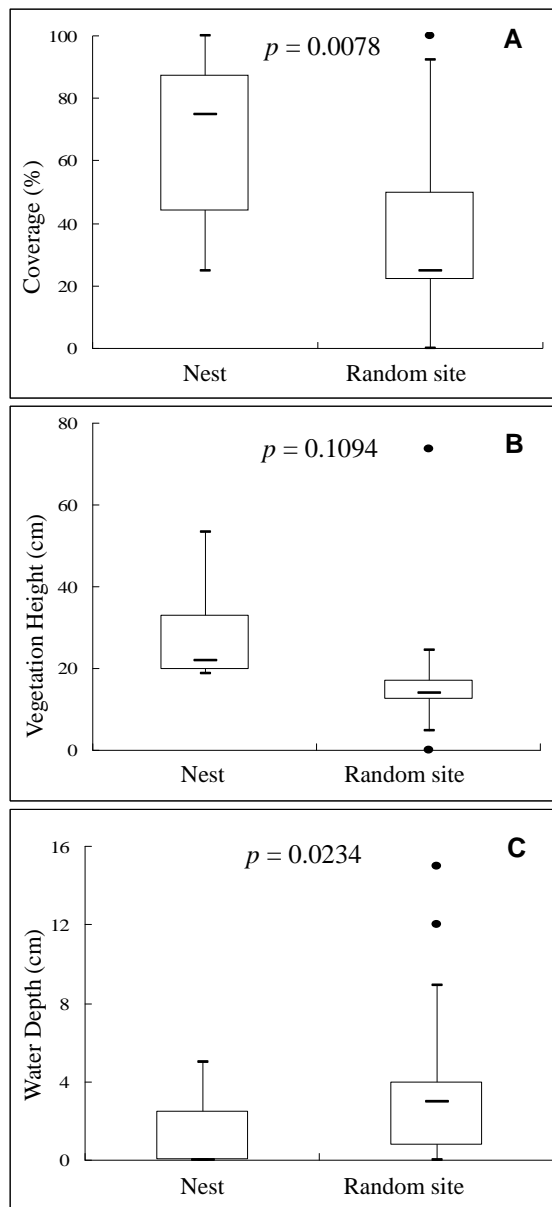 p = 0.0078 A
100
80
60
40
20
0
Coverage (%)
Nest Random site
p = 0.1094 B
80
60
40
20
0
Vegetation Height (cm)
Nest Random site
p = 0.0234 C
16
12
8
4
0
Water Depth (cm)
Nest Random site